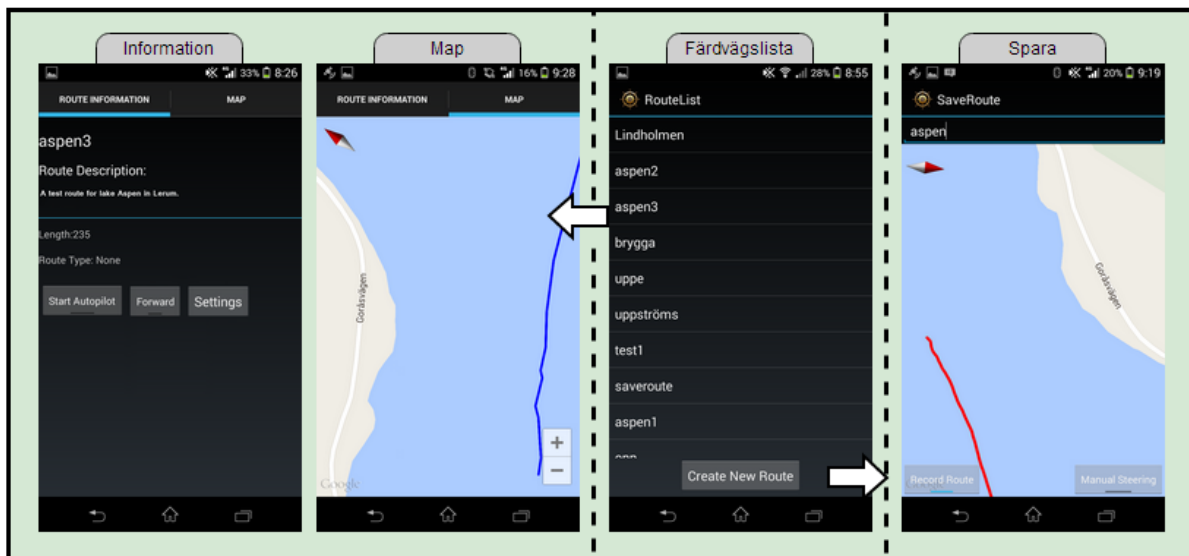 Information
33% 8:26
ROUTE INFORMATION MAP
aspen3
Route Description:
A test route for lake Aspen in Lerum.
Length:235
Route Type: None
Start Autopilot Forward Settings
Map
16% 9:28
ROUTE INFORMATION MAP
Goråsvägen
+
−
Google
Färdvägslista
28% 8:55
RouteList
Lindholmen
aspen2
aspen3
brygga
uppe
uppströms
test1
saveroute
aspen1
Create New Route
Spara
20% 9:19
SaveRoute
aspen
Goråsvägen
Record Route Manual Steering